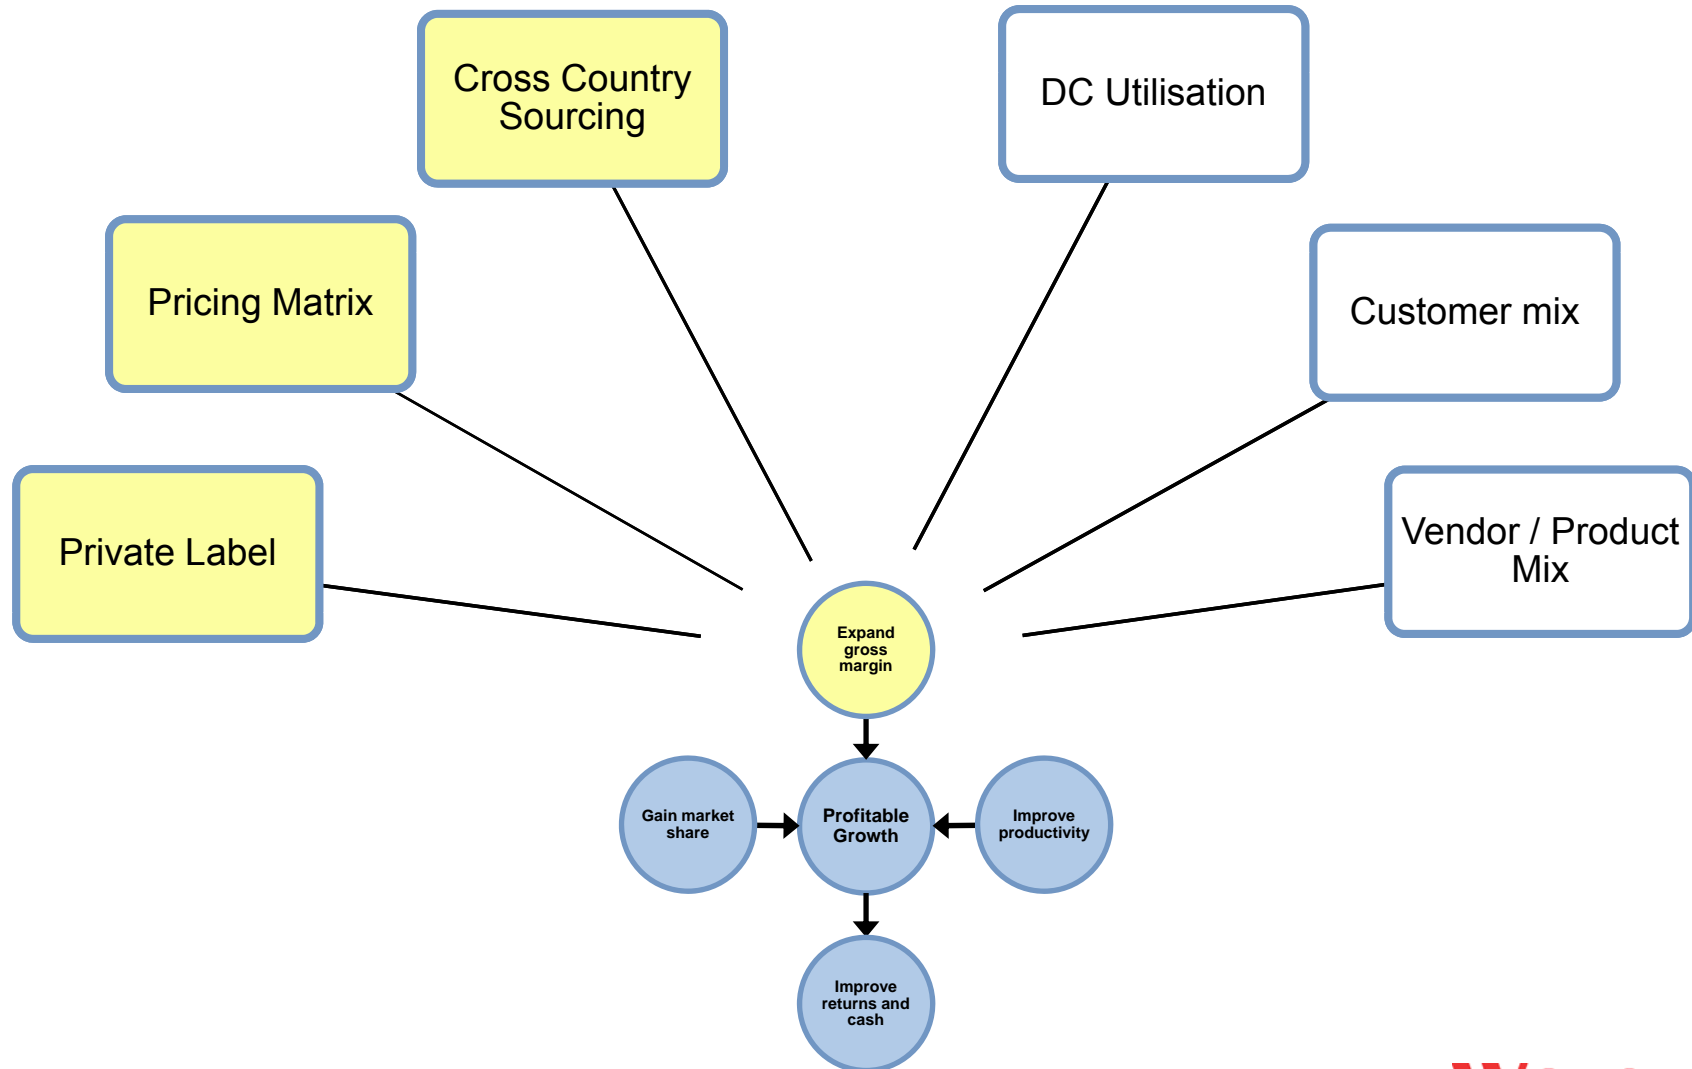 Cross Country
Sourcing
DC Utilisation
Pricing Matrix
Customer mix
Private Label
Vendor / Product
Mix
Expand
gross
margin
Gain market
share
Profitable
Growth
Improve
productivity
Improve
returns and
cash